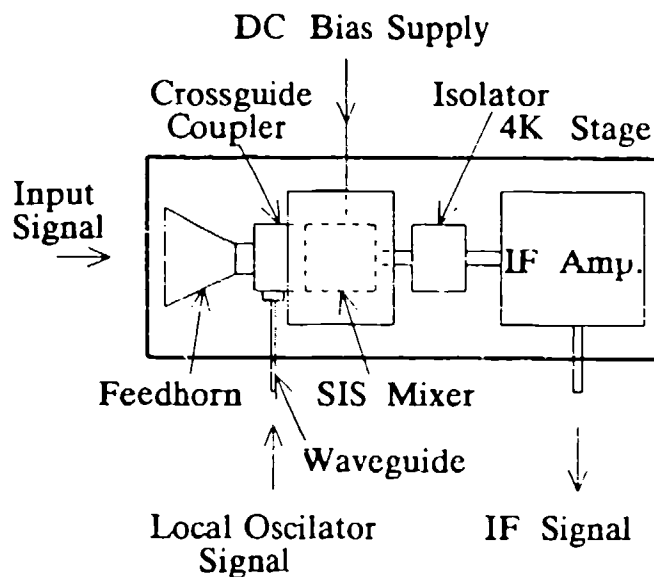 DC Bias Supply
Crossguide
Coupler
Isolator
4K Stage
Input
Signal
IF Amp.
Feedhorn
SIS Mixer
Waveguide
Local Oscilator
Signal
IF Signal